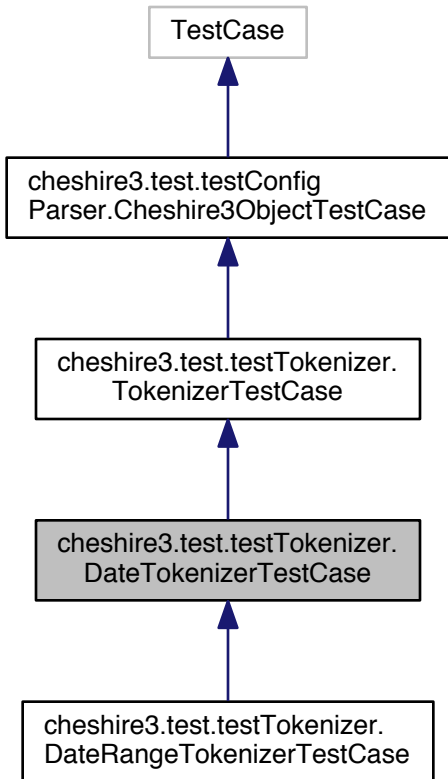 TestCase
cheshire3.test.testConfig
Parser.Cheshire3ObjectTestCase
cheshire3.test.testTokenizer.
TokenizerTestCase
cheshire3.test.testTokenizer.
DateTokenizerTestCase
cheshire3.test.testTokenizer.
DateRangeTokenizerTestCase